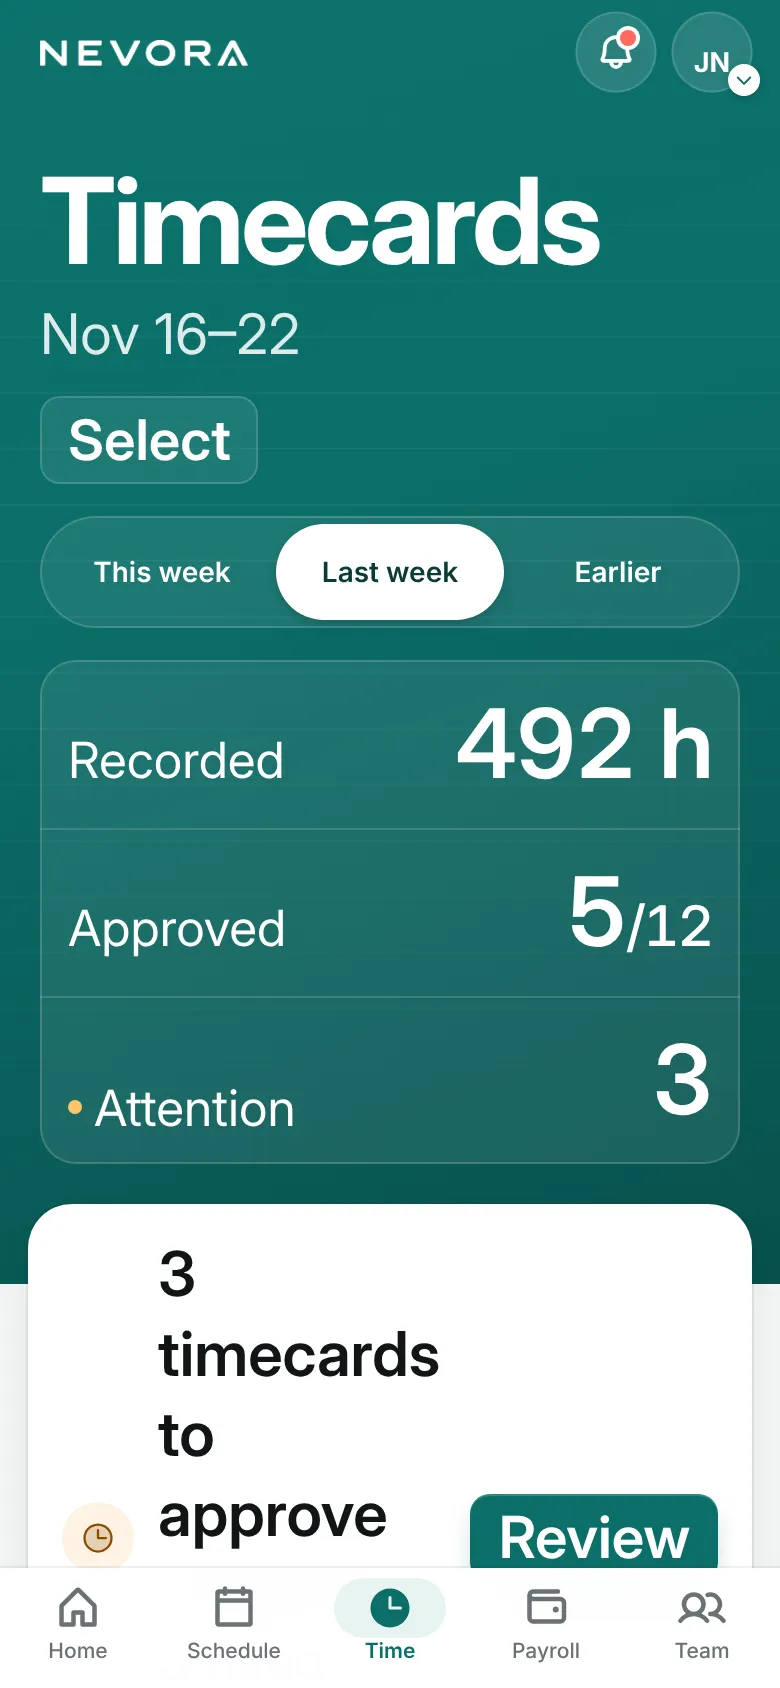 NEVORA
JN
Timecards
Nov 16–22
Select
This week
Last week
Earlier
Recorded
492 h
Approved
5/12
Attention
3
3
timecards
to
approve
Review
Home
Schedule
Time
Payroll
Team